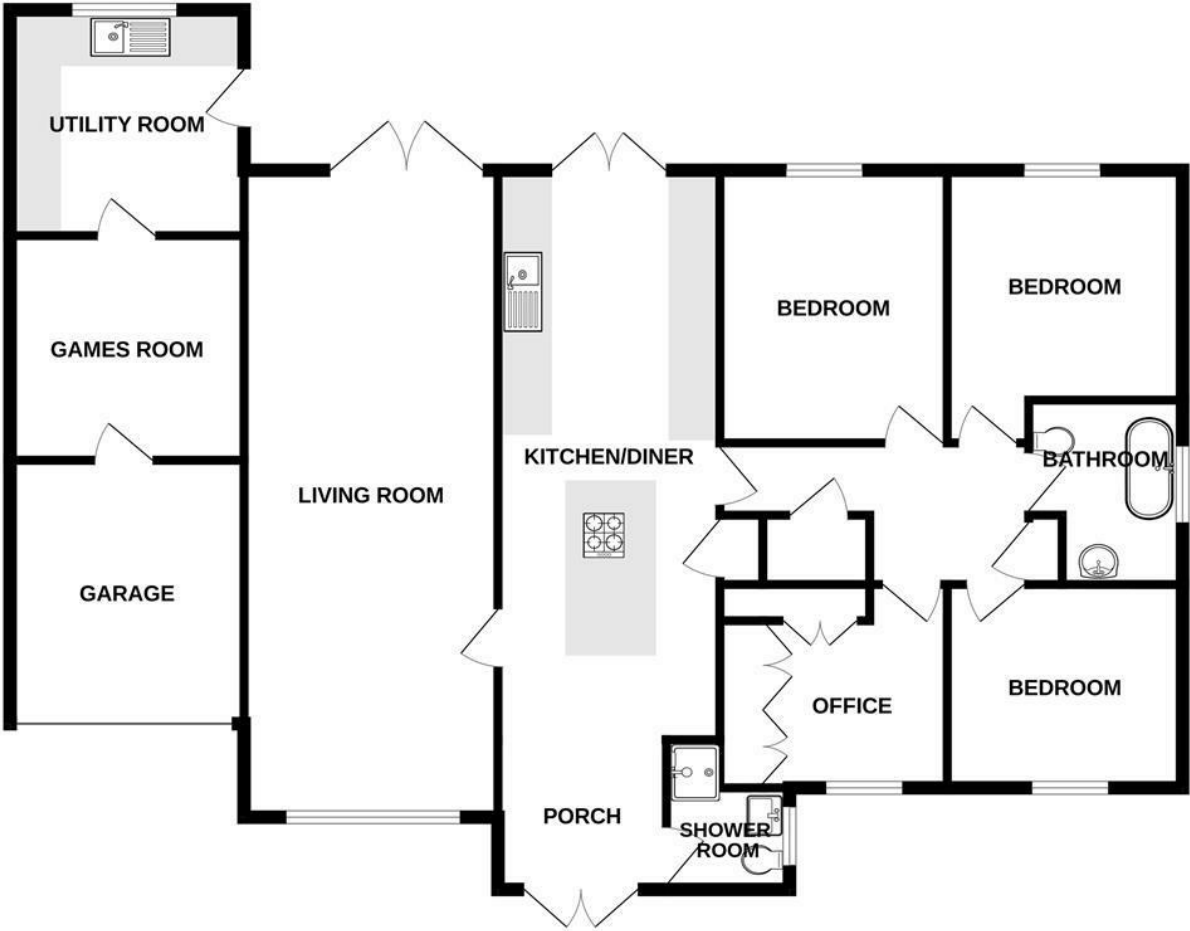 UTILITY ROOM
GAMES ROOM
GARAGE
LIVING ROOM
KITCHEN/DINER
PORCH
SHOWER
ROOM
BEDROOM
BEDROOM
BATHROOM
OFFICE
BEDROOM